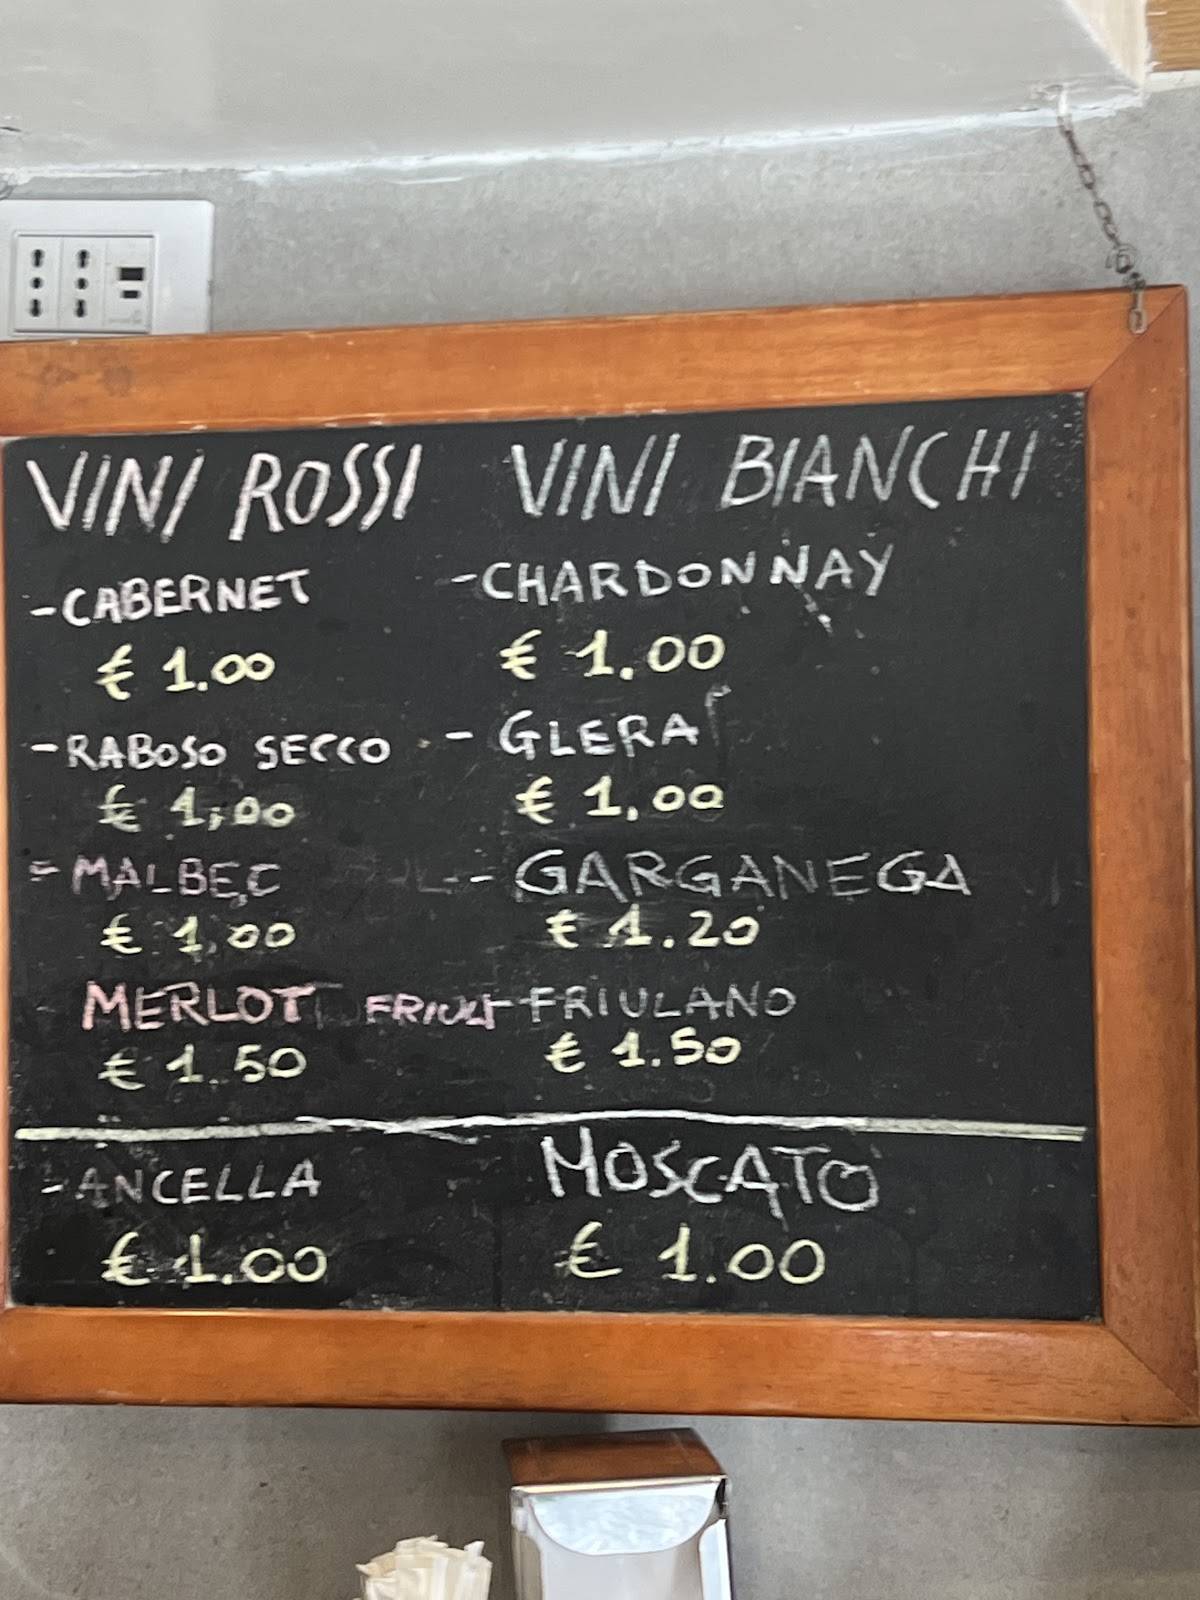 VINI ROSSI
- CABERNET
€ 1.00
- RABOSO SECCO
€ 1,00
- MALBEC
€ 1,00
MERLOT FRIULI
€ 1.50
VINI BIANCHI
- CHARDONNAY
€ 1.00
- GLERA
€ 1,00
- GARGANEGA
€ 1.20
- FRIULANO
€ 1.50
- ANCELLA
€ 1.00
MOSCATO
€ 1.00